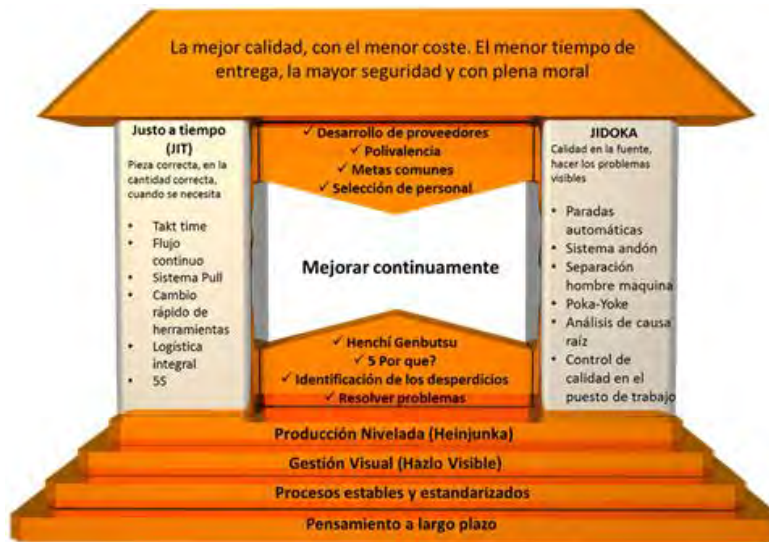 La mejor calidad, con el menor coste. El menor tiempo de
entrega, la mayor seguridad y con plena moral
Justo a tiempo
(JIT)
Pieza correcta, en la
cantidad correcta,
cuando se necesita
• Takt time
• Flujo
continuo
• Sistema Pull
• Cambio
rápido de
herramientas
• Logística
integral
• 5S
✓ Desarrollo de proveedores
✓ Polivalencia
✓ Metas comunes
✓ Selección de personal
Mejorar continuamente
✓ Henchí Genbutsu
✓ 5 Por que?
✓ Identificación de los desperdicios
✓ Resolver problemas
JIDOKA
Calidad en la fuente,
hacer los problemas
visibles
• Paradas
automáticas
• Sistema andón
• Separación
hombre maquina
• Poka-Yoke
• Análisis de causa
raíz
• Control de
calidad en el
puesto de trabajo
Producción Nivelada (Heinjunka)
Gestión Visual (Hazlo Visible)
Procesos estables y estandarizados
Pensamiento a largo plazo